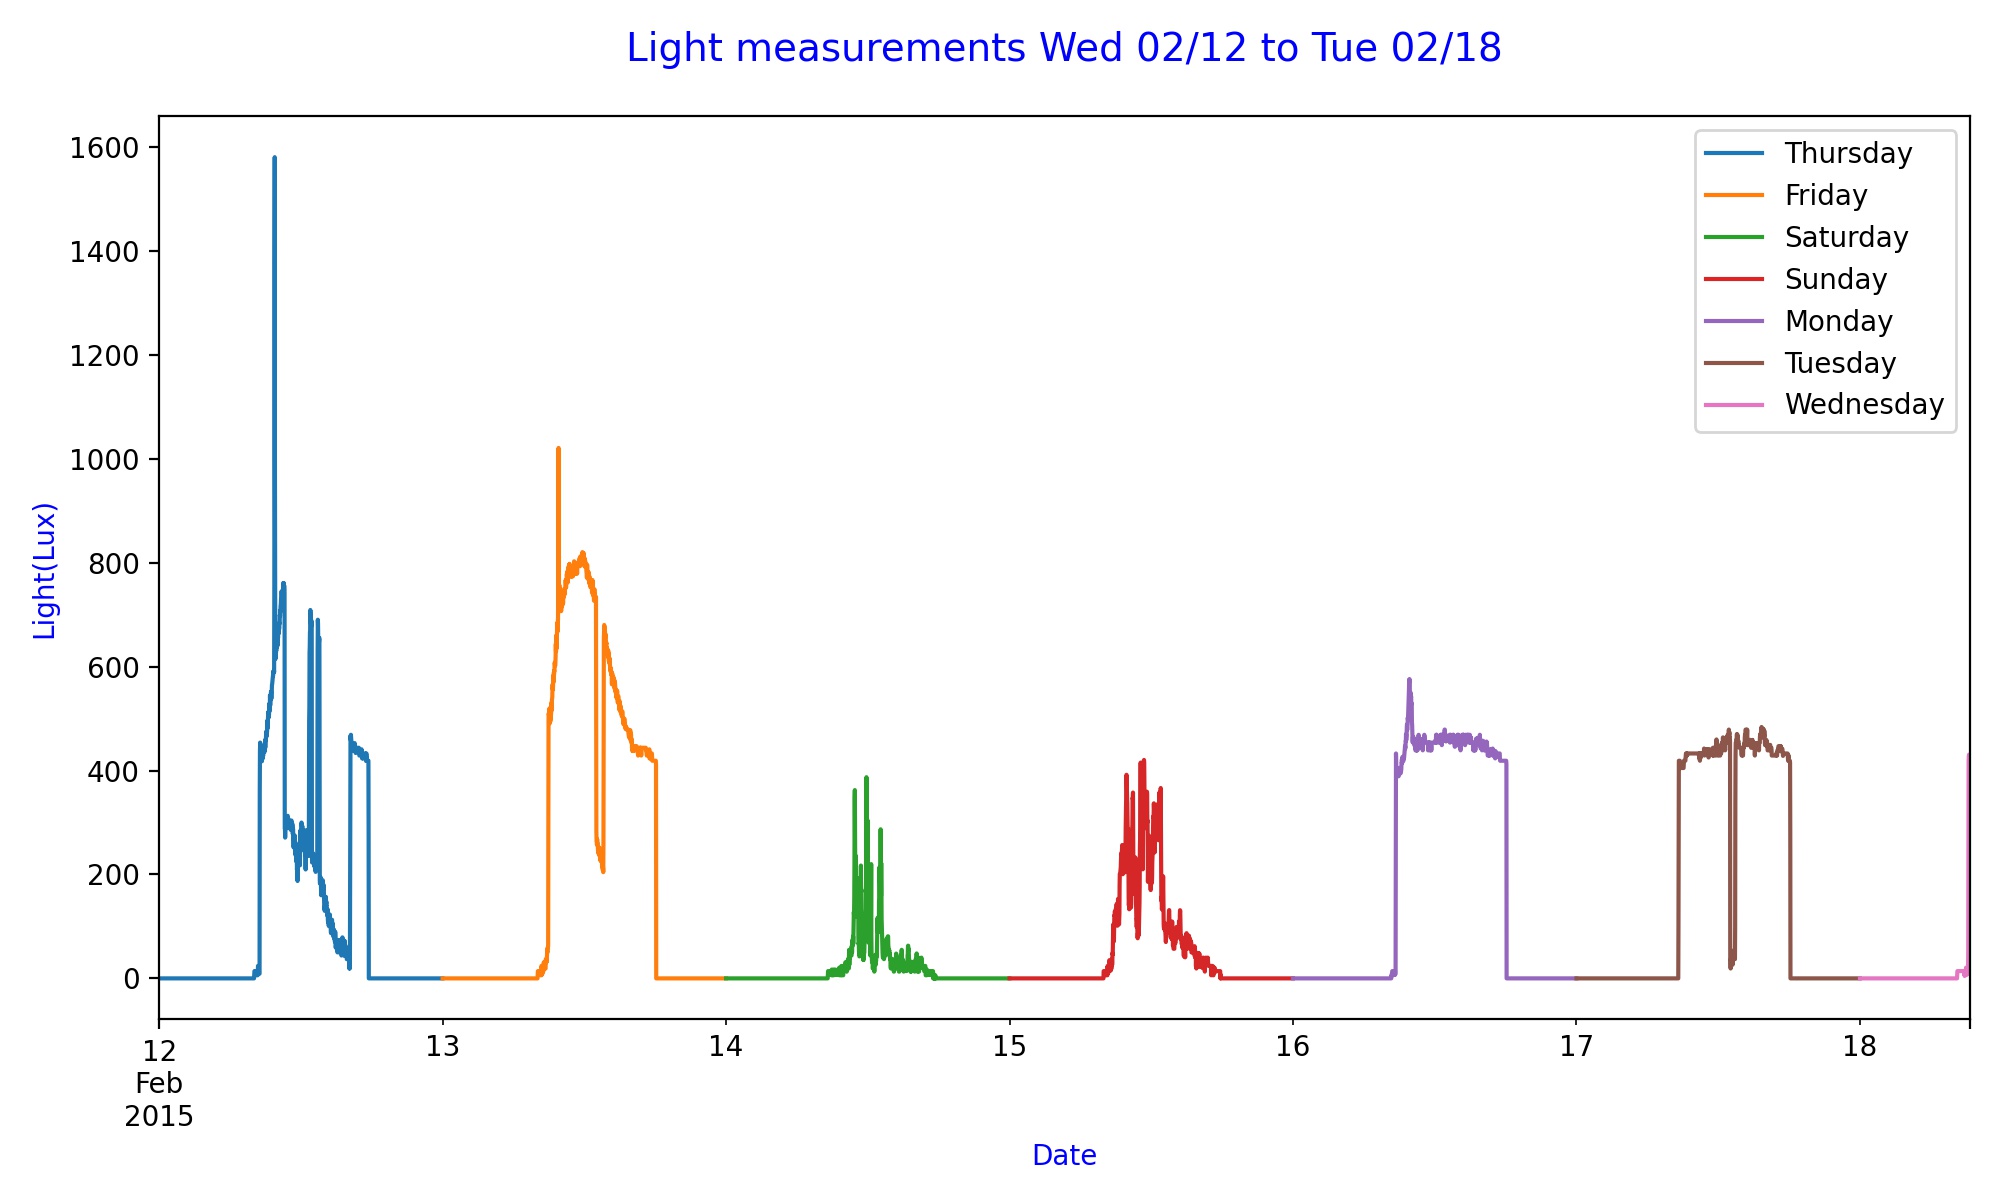 Light measurements Wed 02/12 to Tue 02/18
1600
1400
1200
1000
800
600
400
200
0
Light(Lux)
Thursday
Friday
Saturday
Sunday
Monday
Tuesday
Wednesday
12 13 14 15 16 17 18
Feb
2015
Date